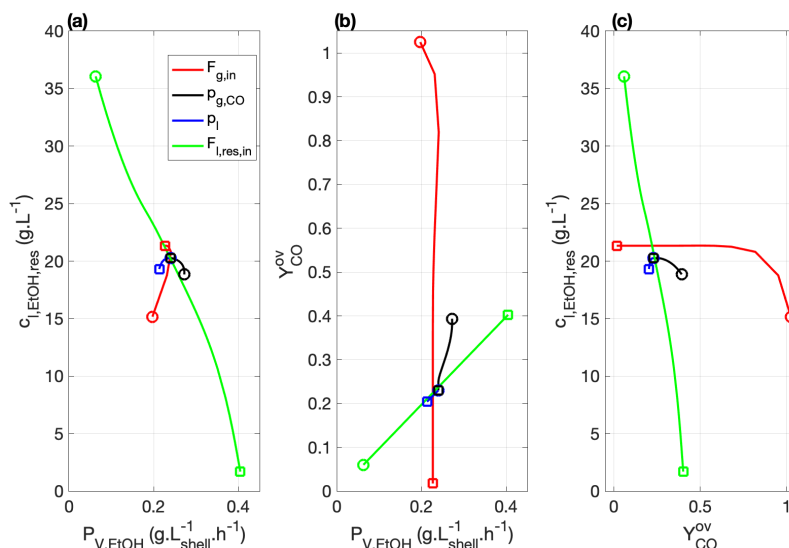 (a)
40
35
30
25
20
15
10
5
0
0
0.2
0.4
c_l,EtOH,res (g.L^-1)
P_V,EtOH (g.L^-1_shell.h^-1)
F_g,in
p_g,CO
p_l
F_l,res,in
(b)
1
0.9
0.8
0.7
0.6
0.5
0.4
0.3
0.2
0.1
0
0
0.2
0.4
Y^ov_CO
P_V,EtOH (g.L^-1_shell.h^-1)
(c)
40
35
30
25
20
15
10
5
0
0
0.5
1
c_l,EtOH,res (g.L^-1)
Y^ov_CO